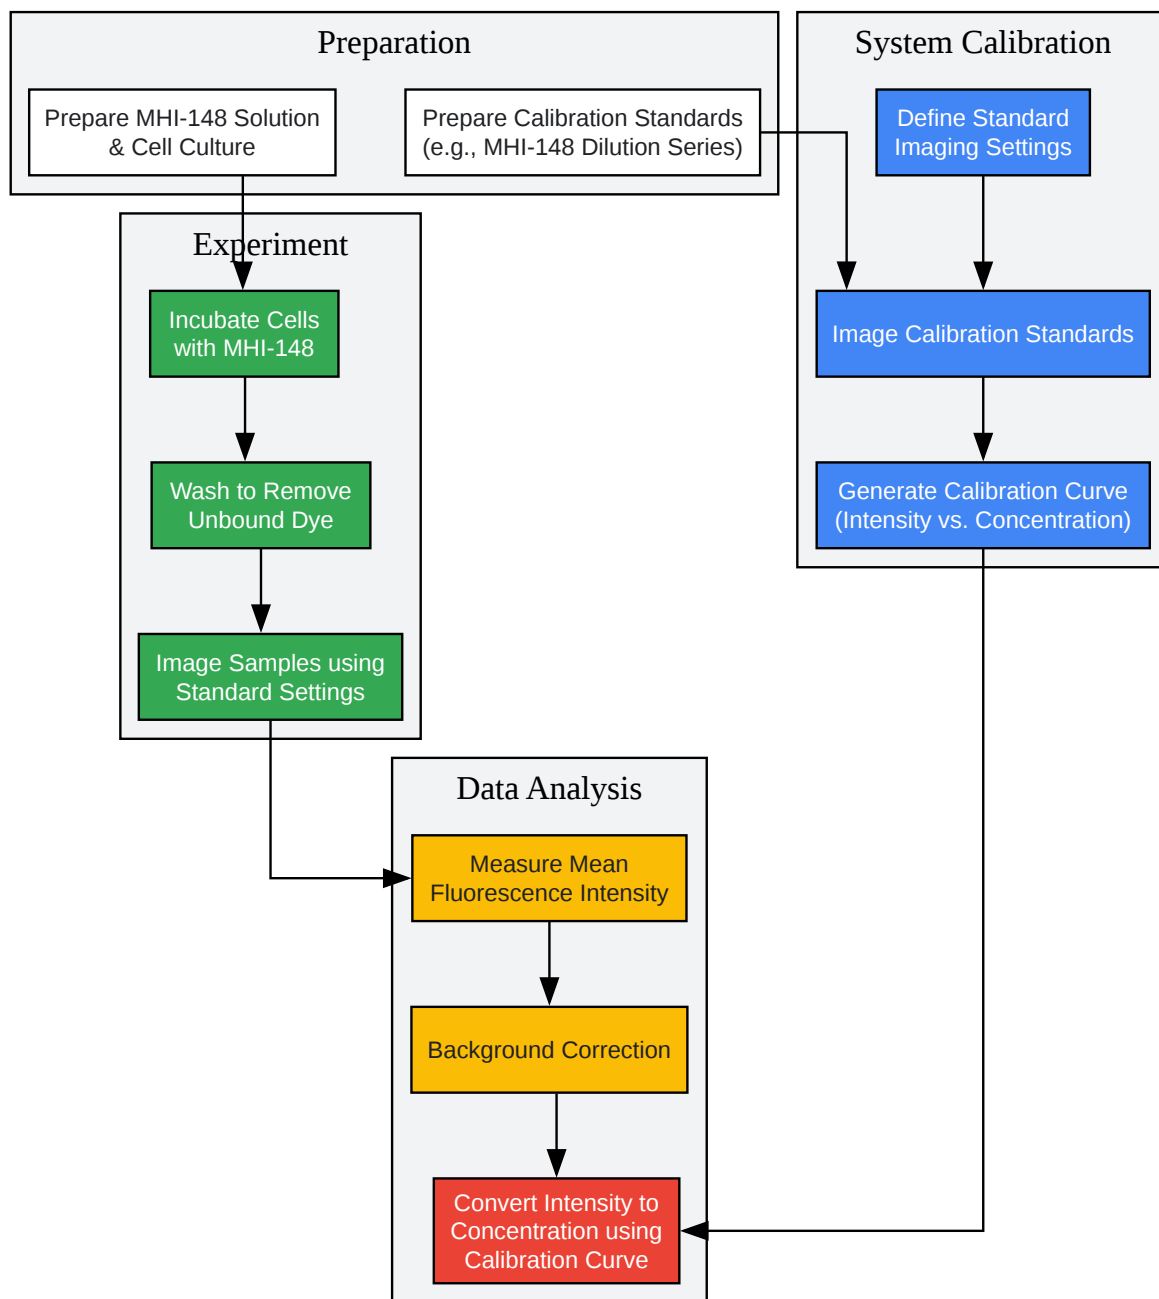 Preparation
Prepare MHI-148 Solution
& Cell Culture
Prepare Calibration Standards
(e.g., MHI-148 Dilution Series)
System Calibration
Define Standard
Imaging Settings
Image Calibration Standards
Generate Calibration Curve
(Intensity vs. Concentration)
Experiment
Incubate Cells
with MHI-148
Wash to Remove
Unbound Dye
Image Samples using
Standard Settings
Data Analysis
Measure Mean
Fluorescence Intensity
Background Correction
Convert Intensity to
Concentration using
Calibration Curve